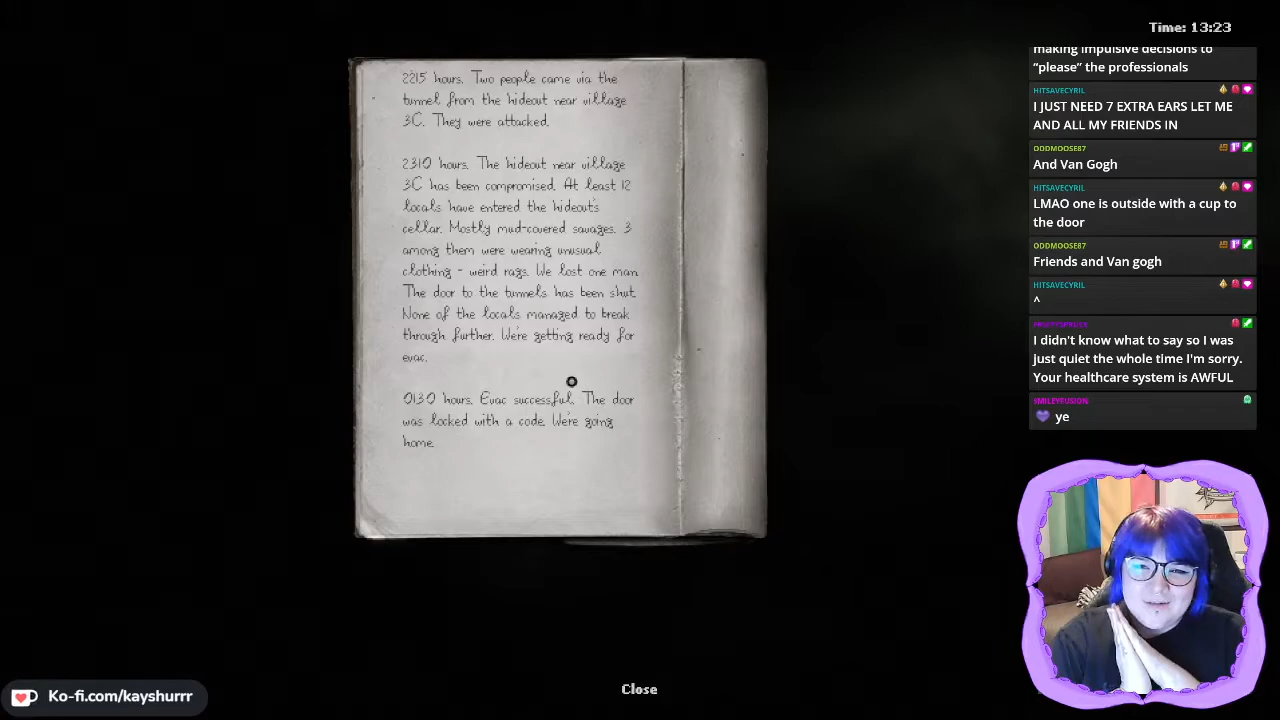 Time: 13:23
2215 hours. Two people came via the
tunnel from the hideout near village
3C. They were attacked.
2310 hours. The hideout near village
3C has been compromised. At least 12
locals have entered the hideout's
cellar. Mostly mud-covered savages. 3
among them were wearing unusual
clothing - weird rags. We lost one man.
The door to the tunnels has been shut.
None of the locals managed to break
through further. We're getting ready for
evac.
0130 hours. Evac successful. The door
was locked with a code. We're going
home.
Close
making impulsive decisions to
“please” the professionals
HITSAVECYRIL
I JUST NEED 7 EXTRA EARS LET ME
AND ALL MY FRIENDS IN
ODDMOOSE87
And Van Gogh
HITSAVECYRIL
LMAO one is outside with a cup to
the door
ODDMOOSE87
Friends and Van gogh
HITSAVECYRIL
^
I didn't know what to say so I was
just quiet the whole time I'm sorry.
Your healthcare system is AWFUL
SMILEYFUSION
ye
Ko-fi.com/kayshurrr